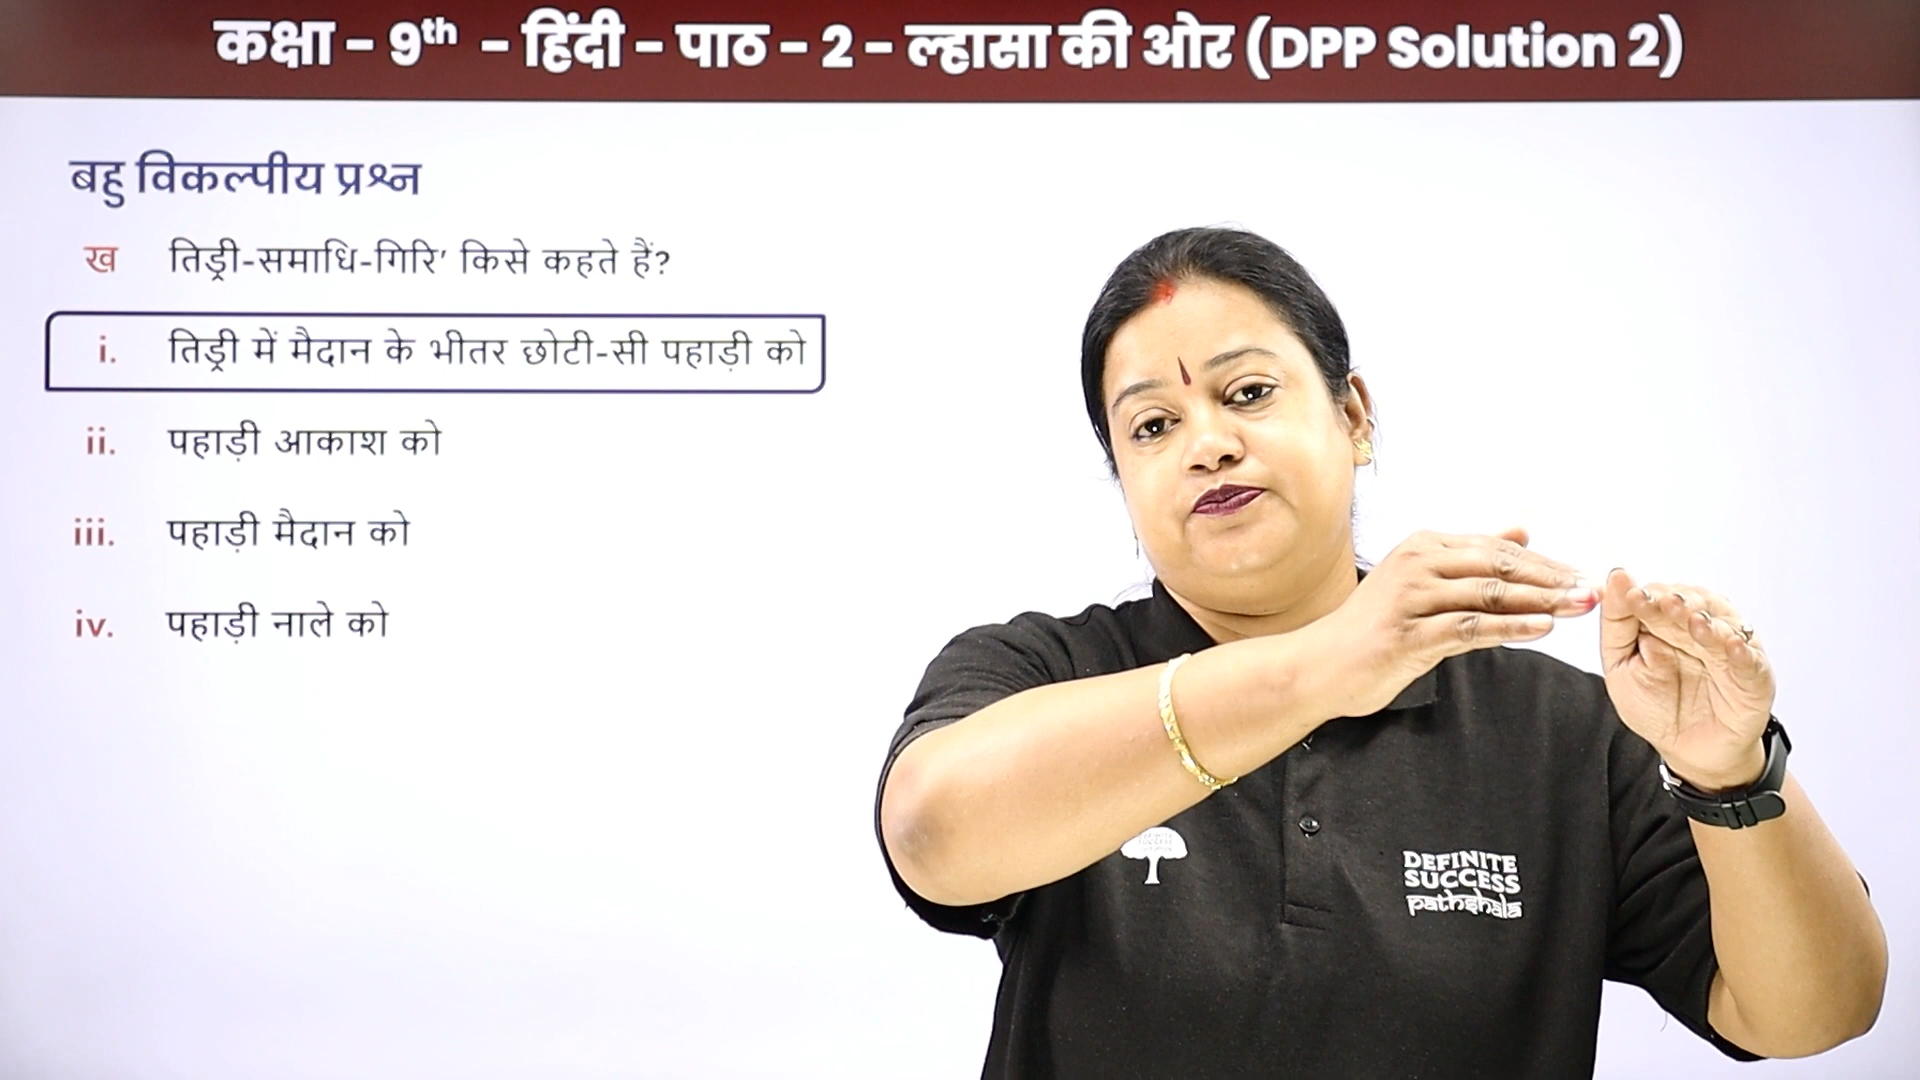 कक्षा – 9th – हिंदी – पाठ – 2 – ल्हासा की ओर (DPP Solution 2)
बहु विकल्पीय प्रश्न
ख तिड्री-समाधि-गिरि’ किसे कहते हैं?
i. तिड्री में मैदान के भीतर छोटी-सी पहाड़ी को
ii. पहाड़ी आकाश को
iii. पहाड़ी मैदान को
iv. पहाड़ी नाले को
DEFINITE
SUCCESS
pathshala